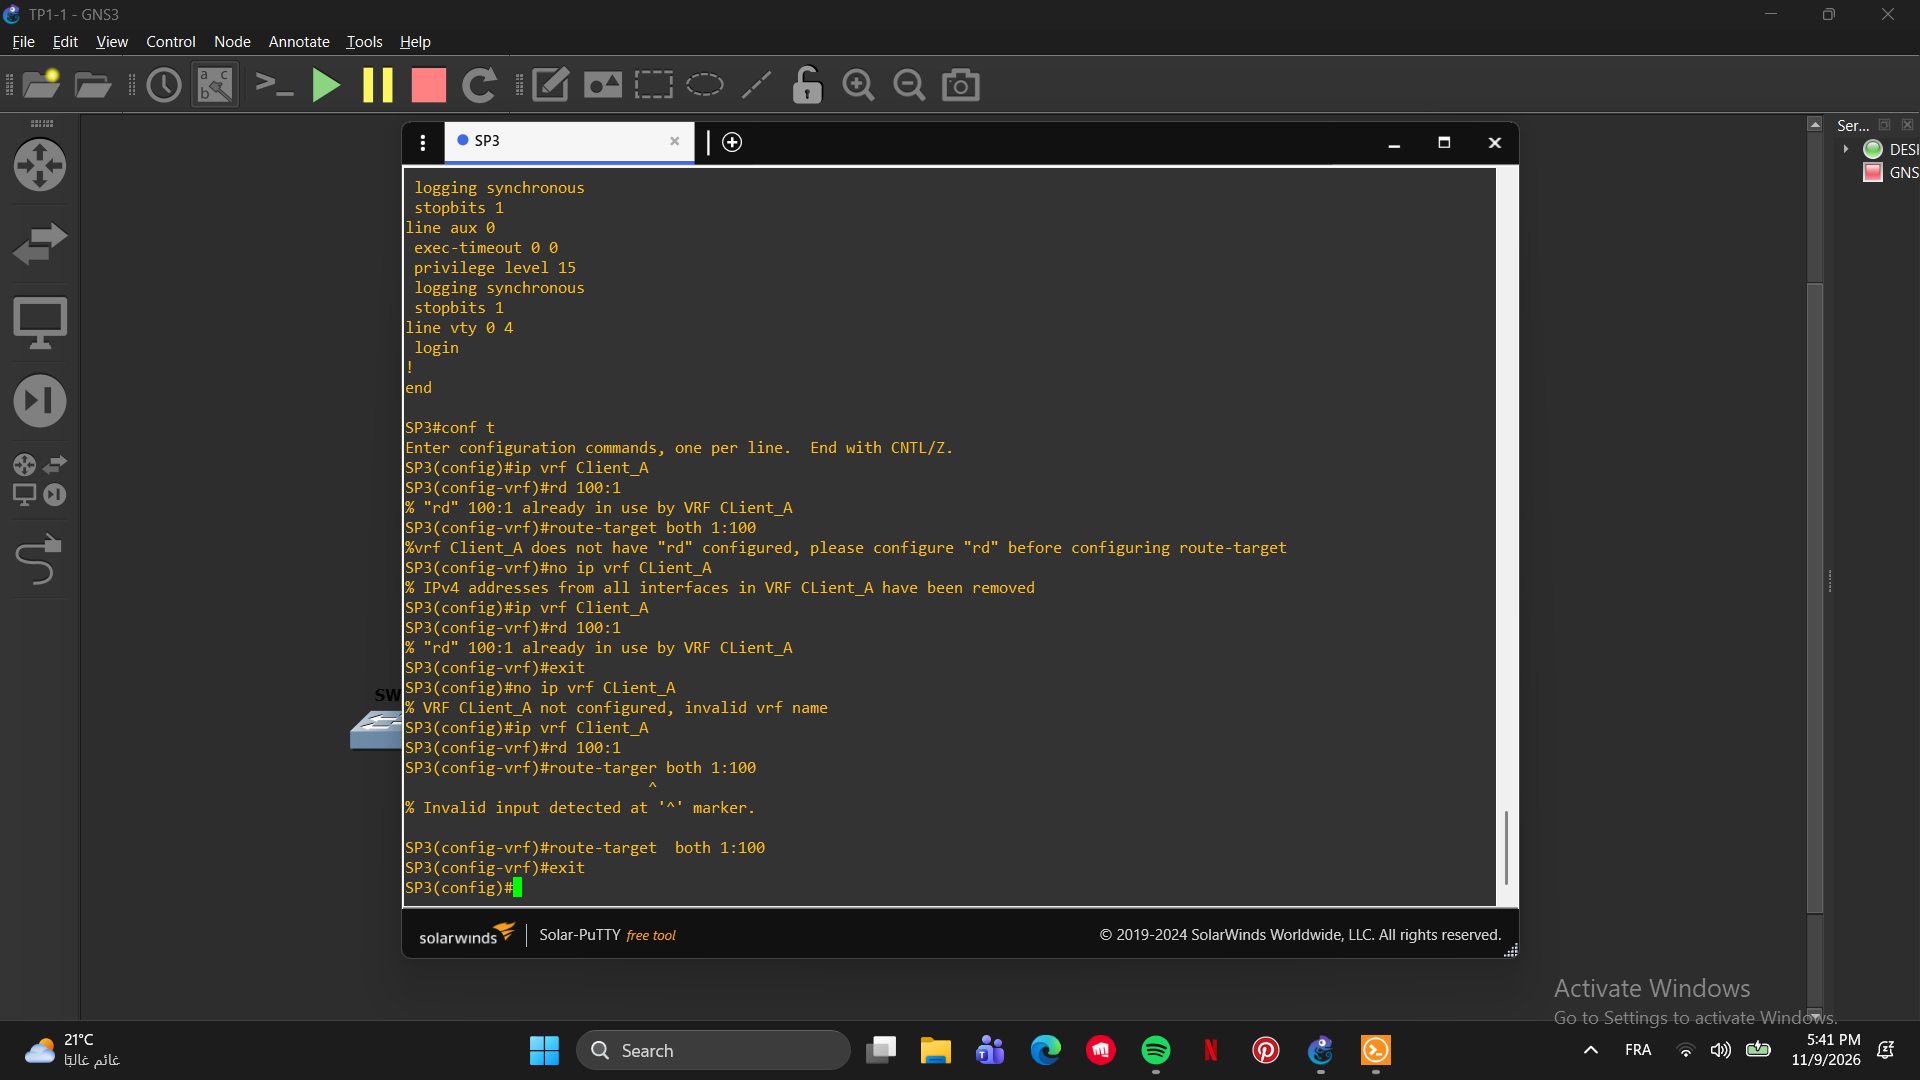 TP1-1 - GNS3
File Edit View Control Node Annotate Tools Help
Ser...
DESH
GNS
SP3
logging synchronous
stopbits 1
line aux 0
exec-timeout 0 0
privilege level 15
logging synchronous
stopbits 1
line vty 0 4
login
!
end
SP3#conf t
Enter configuration commands, one per line.  End with CNTL/Z.
SP3(config)#ip vrf Client_A
SP3(config-vrf)#rd 100:1
% "rd" 100:1 already in use by VRF CLient_A
SP3(config-vrf)#route-target both 1:100
%vrf Client_A does not have "rd" configured, please configure "rd" before configuring route-target
SP3(config-vrf)#no ip vrf CLient_A
% IPv4 addresses from all interfaces in VRF CLient_A have been removed
SP3(config)#ip vrf Client_A
SP3(config-vrf)#rd 100:1
% "rd" 100:1 already in use by VRF CLient_A
SP3(config-vrf)#exit
SP3(config)#no ip vrf CLient_A
% VRF CLient_A not configured, invalid vrf name
SP3(config)#ip vrf Client_A
SP3(config-vrf)#rd 100:1
SP3(config-vrf)#route-targer both 1:100
^
% Invalid input detected at '^' marker.
SP3(config-vrf)#route-target  both 1:100
SP3(config-vrf)#exit
SP3(config)#
SW
solarwinds Solar-PuTTY free tool © 2019-2024 SolarWinds Worldwide, LLC. All rights reserved.
Activate Windows
Go to Settings to activate Windows.
21°C
غائم غالبًا
Search
FRA
5:41 PM
11/9/2026